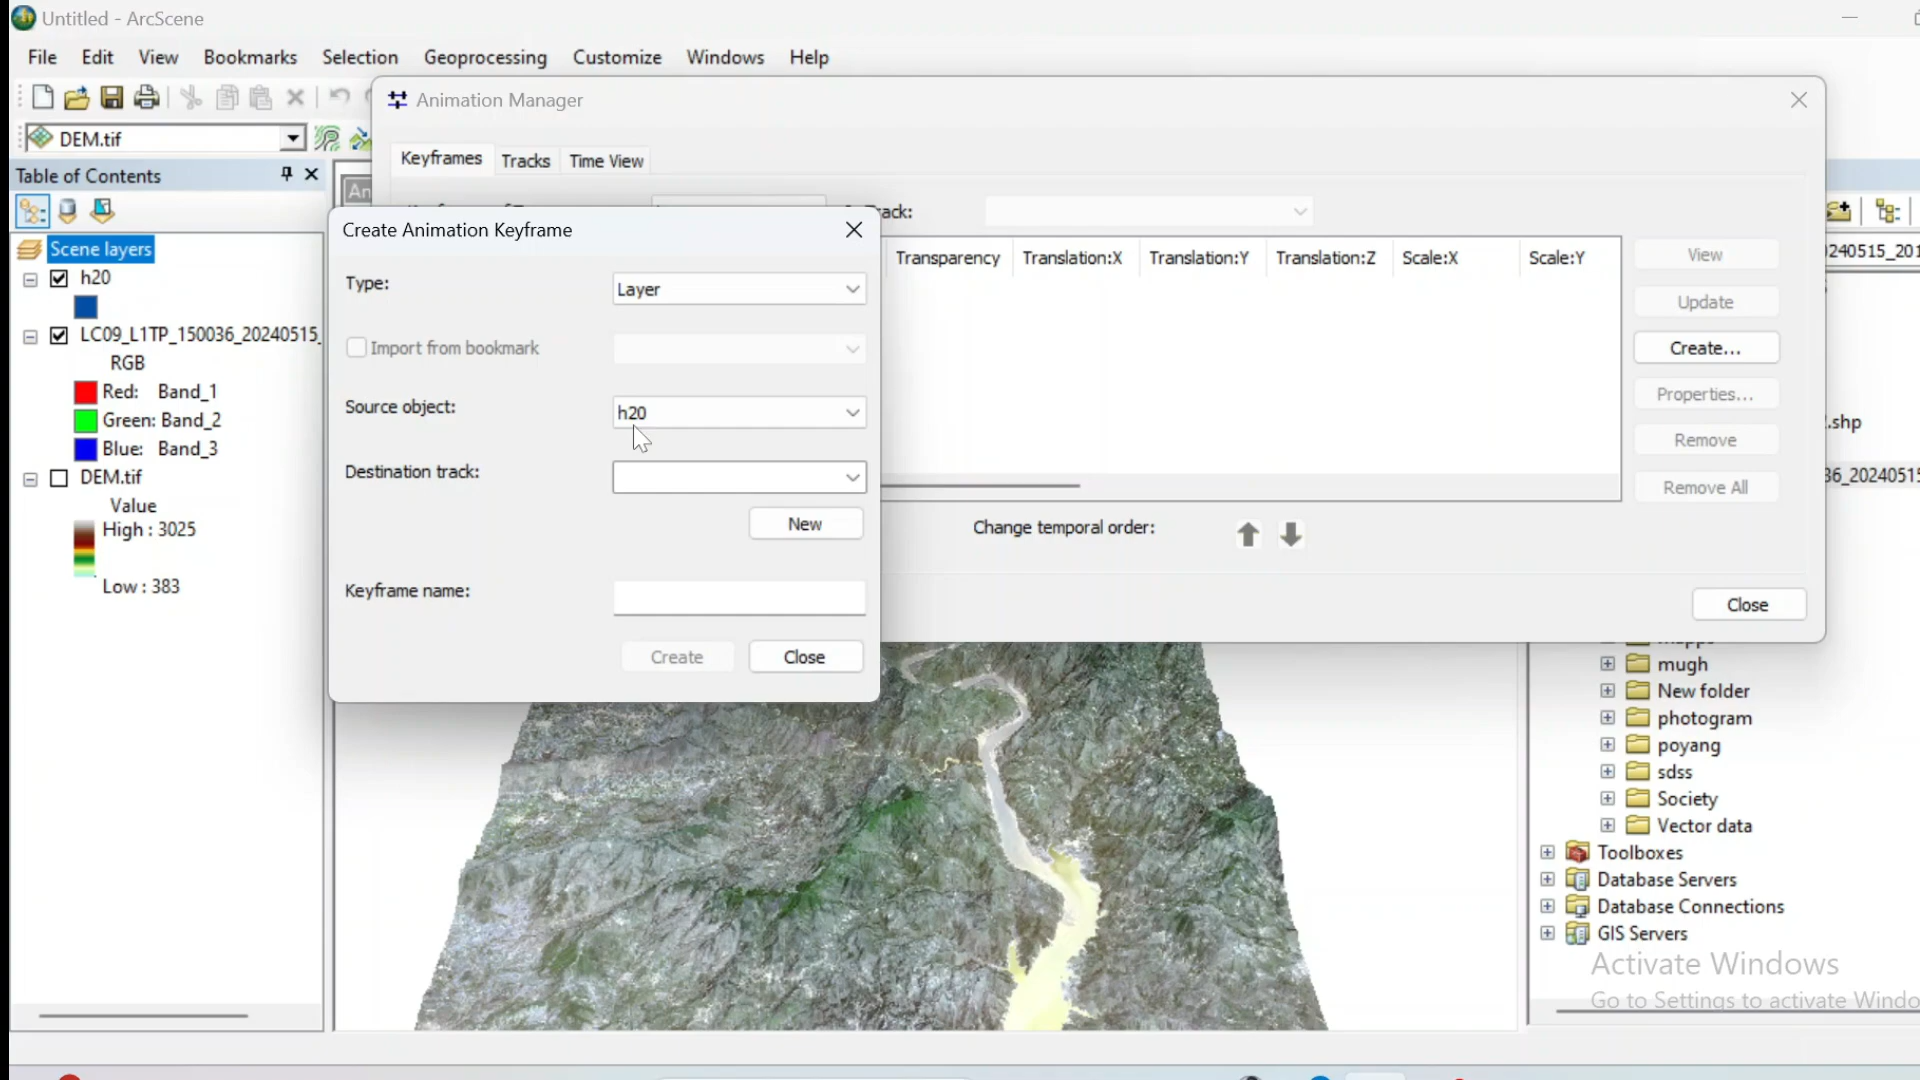 Untitled - ArcScene
File Edit View Bookmarks Selection Geoprocessing Customize Windows Help
Animation Manager
DEM.tif
Keyframes Tracks Time View
Table of Contents
An
Track:
Create Animation Keyframe
Scene layers
Transparency Translation:X Translation:Y Translation:Z Scale:X Scale:Y
View
0240515_201
h20
Type: Layer
Update
LC09_L1TP_150036_20240515_
Import from bookmark
Create...
RGB
Red: Band_1
Properties...
Source object: h20
Green: Band_2
.shp
Blue: Band_3
Remove
DEM.tif
Destination track:
36_20240515
Remove All
Value
High : 3025
New
Change temporal order:
Low : 383
Keyframe name:
Close
Create Close
mugh
New folder
photogram
poyang
sdss
Society
Vector data
Toolboxes
Database Servers
Database Connections
GIS Servers
Activate Windows
Go to Settings to activate Windo